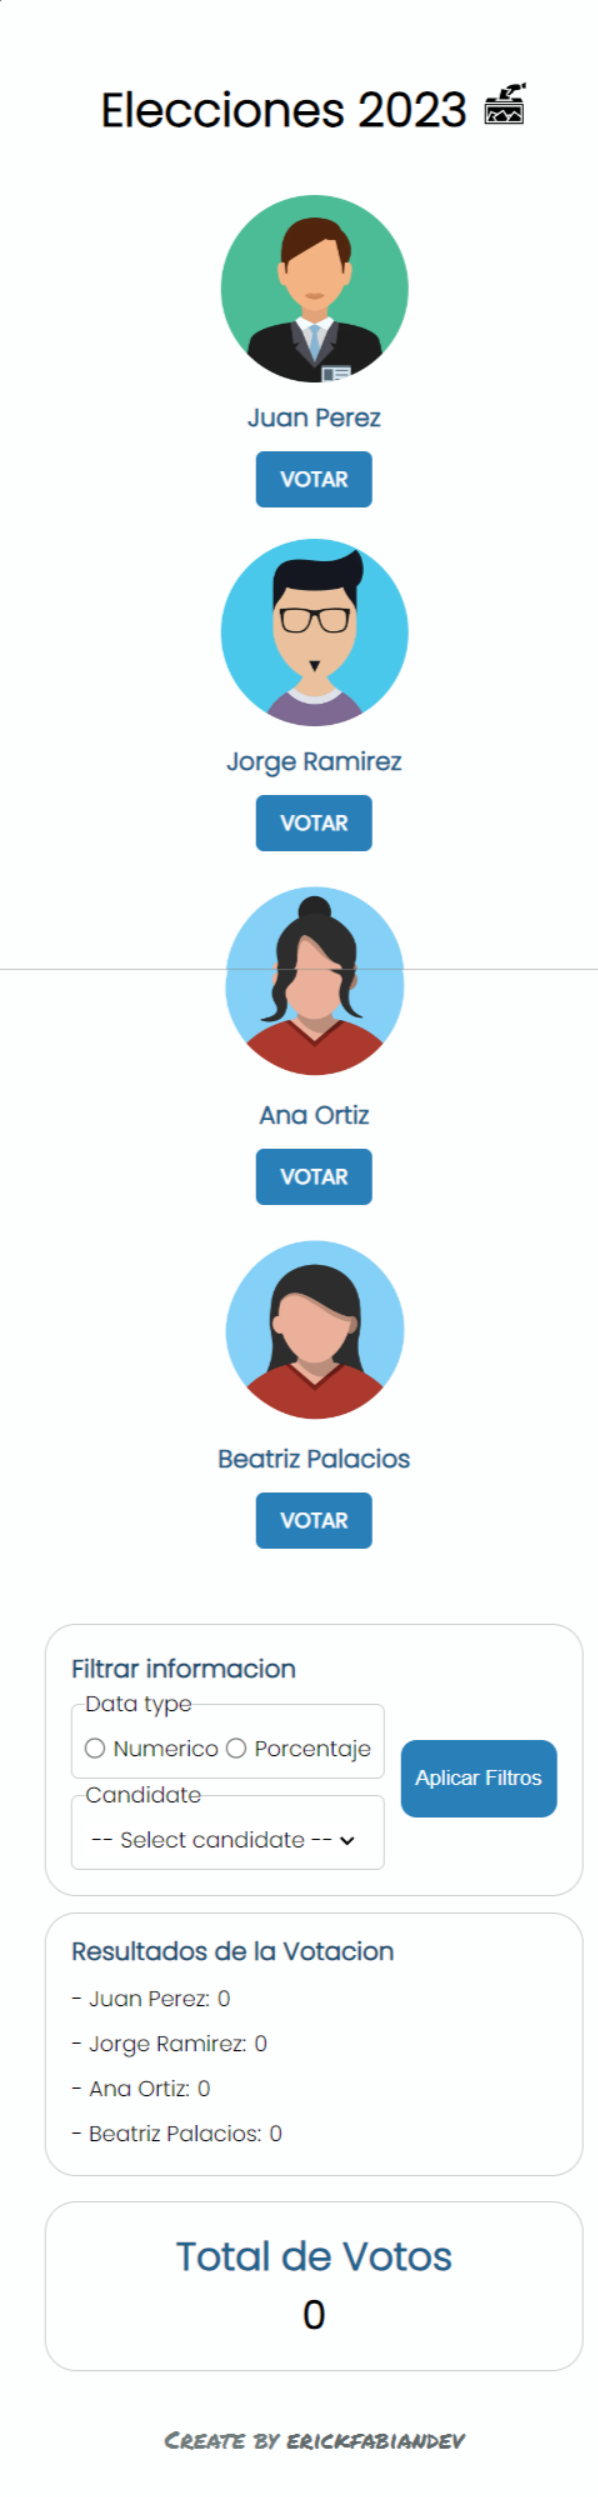 Elecciones 2023
Juan Perez
VOTAR
Jorge Ramirez
VOTAR
Ana Ortiz
VOTAR
Beatriz Palacios
VOTAR
Filtrar informacion
Data type
Numerico Porcentaje
Aplicar Filtros
Candidate
-- Select candidate --
Resultados de la Votacion
- Juan Perez: 0
- Jorge Ramirez: 0
- Ana Ortiz: 0
- Beatriz Palacios: 0
Total de Votos
0
CREATE BY ERICKFABIANDEV